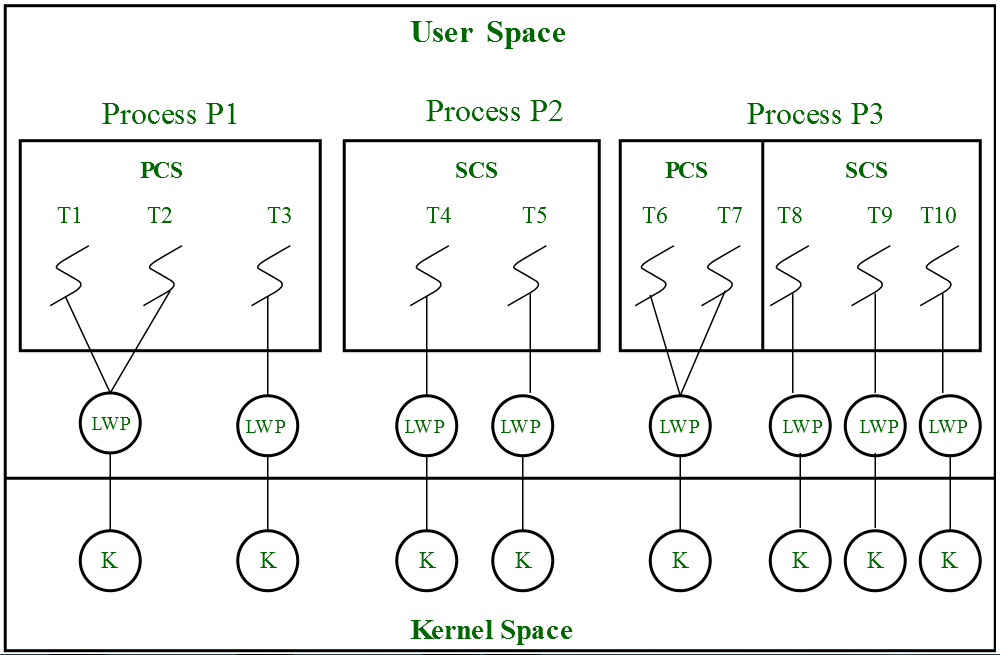 User Space
Process P1 Process P2 Process P3
PCS SCS PCS SCS
T1 T2 T3 T4 T5 T6 T7 T8 T9 T10
LWP LWP LWP LWP LWP LWP LWP LWP
K K K K K K K K
Kernel Space